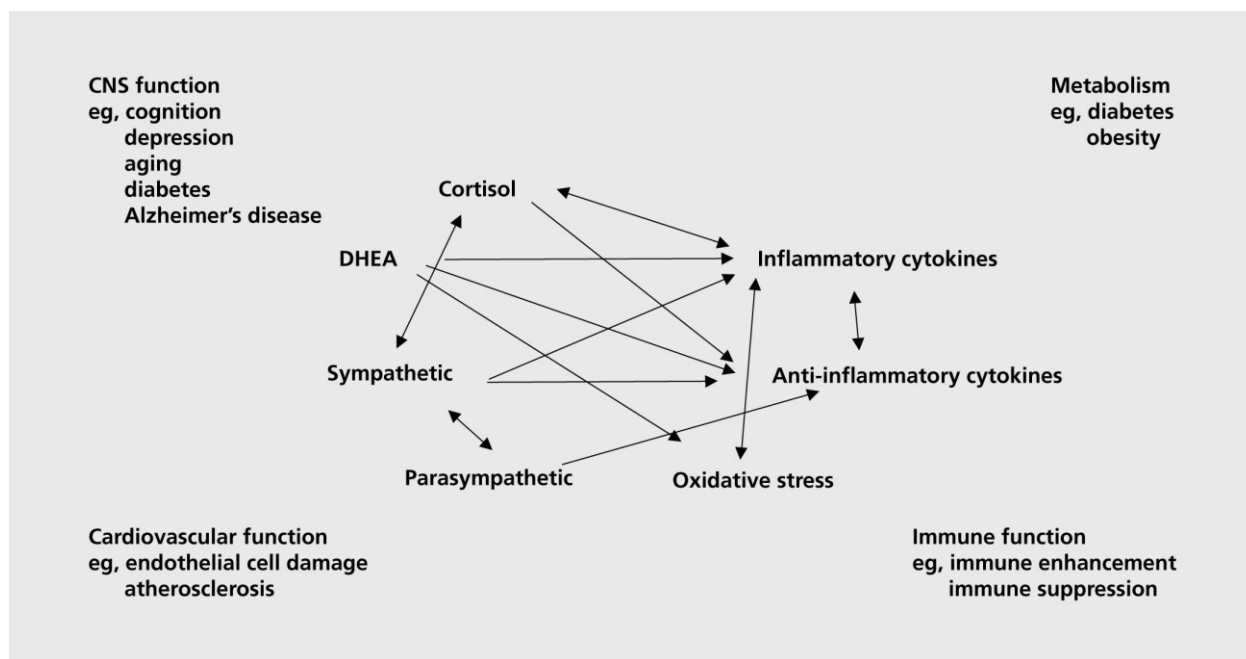 CNS function
eg, cognition
depression
aging
diabetes
Alzheimer's disease
Metabolism
eg, diabetes
obesity
Cortisol
DHEA
Inflammatory cytokines
Sympathetic
Anti-inflammatory cytokines
Parasympathetic
Oxidative stress
Cardiovascular function
eg, endothelial cell damage
atherosclerosis
Immune function
eg, immune enhancement
immune suppression